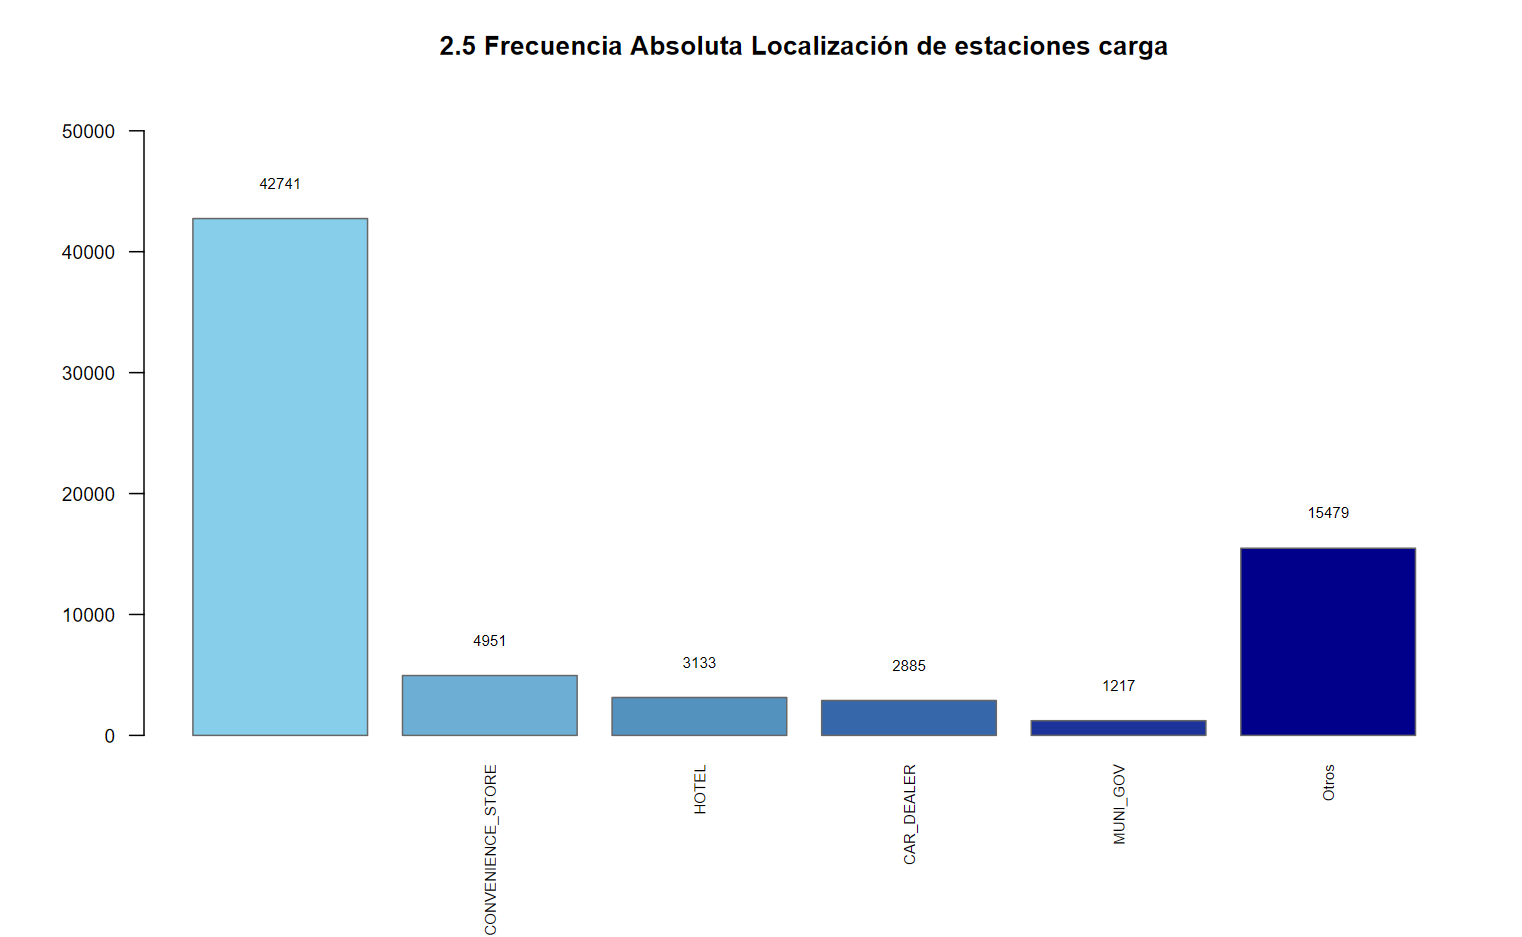 2.5 Frecuencia Absoluta Localización de estaciones carga
50000
40000
30000
20000
10000
0
42741
4951
3133
2885
1217
15479
CONVENIENCE_STORE
HOTEL
CAR_DEALER
MUNI_GOV
Otros